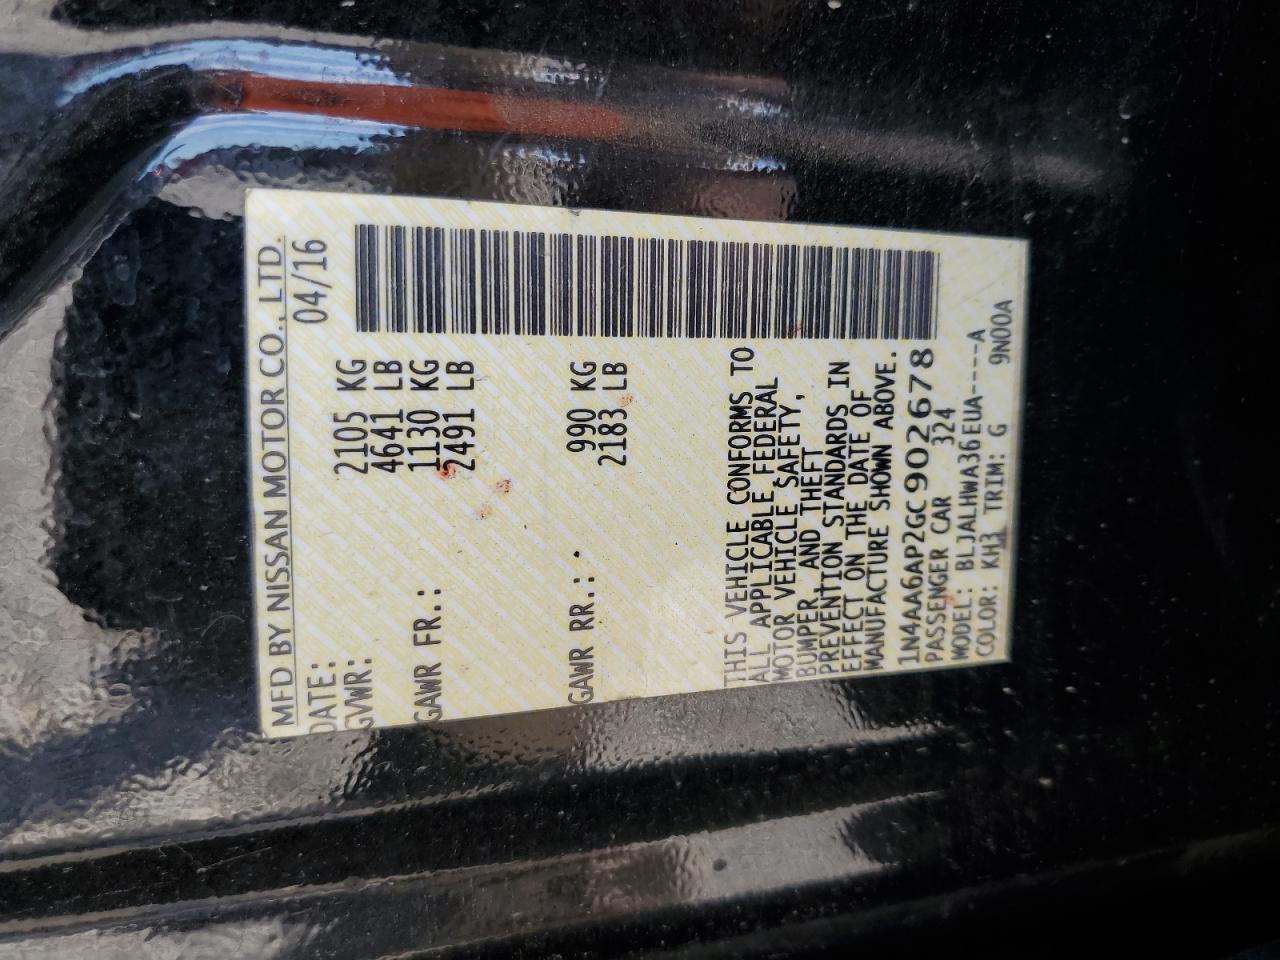 MFD BY NISSAN MOTOR CO., LTD.
DATE: 04/16
GVWR: 2105 KG
4641 LB
GAWR FR.: 1130 KG
2491 LB
GAWR RR.: 990 KG
2183 LB
THIS VEHICLE CONFORMS TO
ALL APPLICABLE FEDERAL
MOTOR VEHICLE SAFETY,
BUMPER, AND THEFT
PREVENTION STANDARDS IN
EFFECT ON THE DATE OF
MANUFACTURE SHOWN ABOVE.
1N4AA6AP2GC902678
PASSENGER CAR 324
MODEL: BLJALHWA36EUA-----A
COLOR: KH3 TRIM: G 9N00A